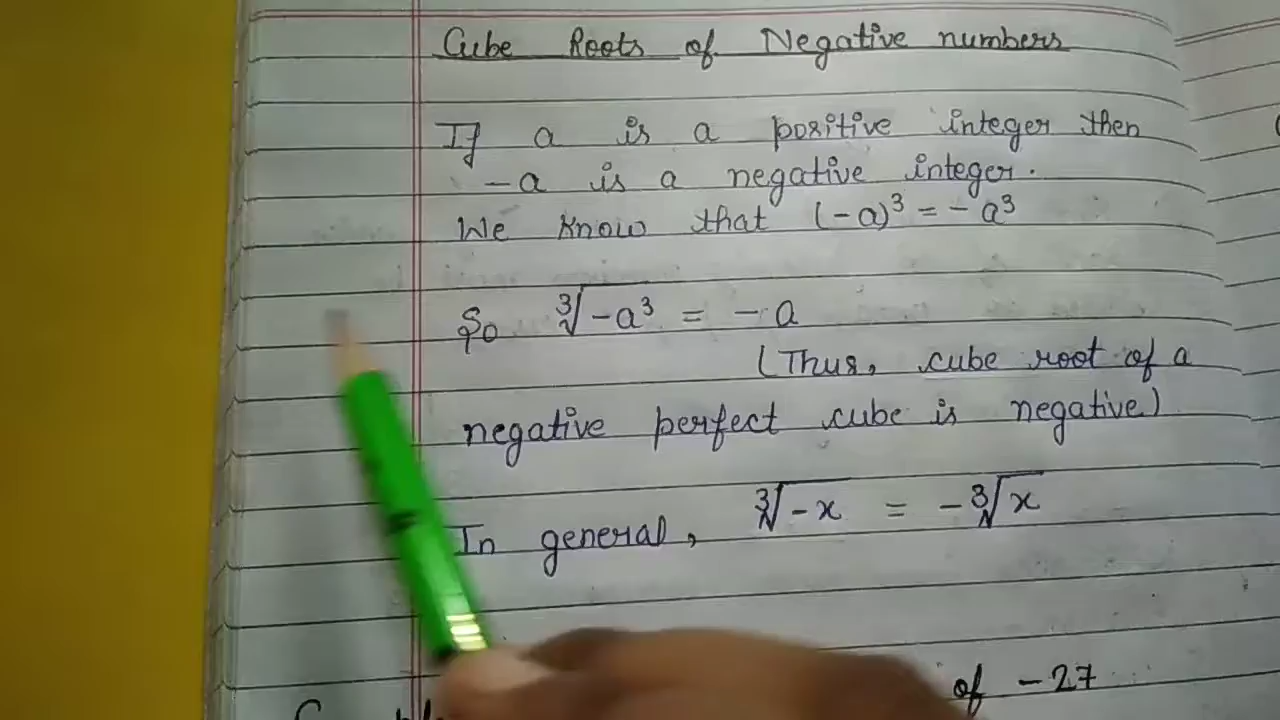 Cube Roots of Negative numbers
If a is a positive integer then
-a is a negative integer.
We know that (-a)³ = -a³
So ∛-a³ = -a
(Thus, cube root of a
negative perfect cube is negative)
In general, ∛-x = -∛x
of -27